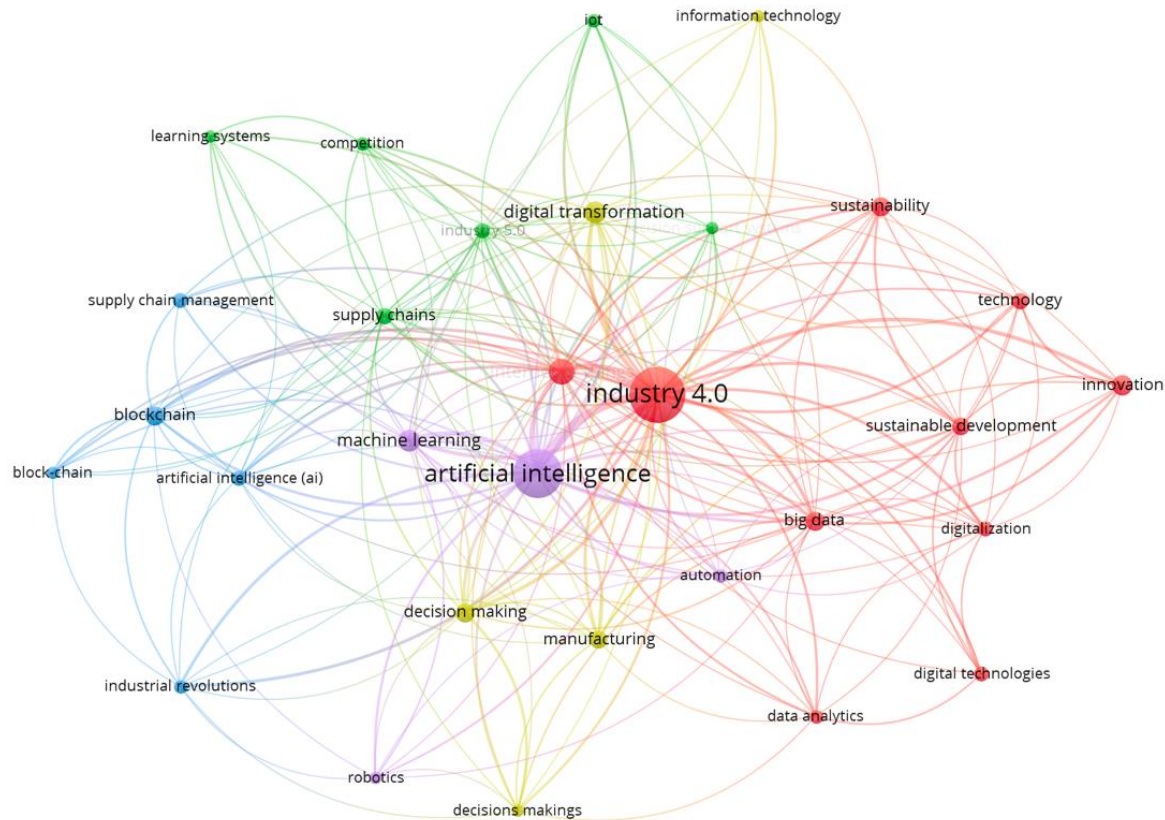 iot
information technology
learning systems
competition
sustainability
digital transformation
industry 5.0
supply chain management
technology
supply chains
industry 4.0
innovation
blockchain
sustainable development
machine learning
block-chain
artificial intelligence (ai)
artificial intelligence
big data
digitalization
automation
decision making
manufacturing
industrial revolutions
digital technologies
data analytics
robotics
decisions makings